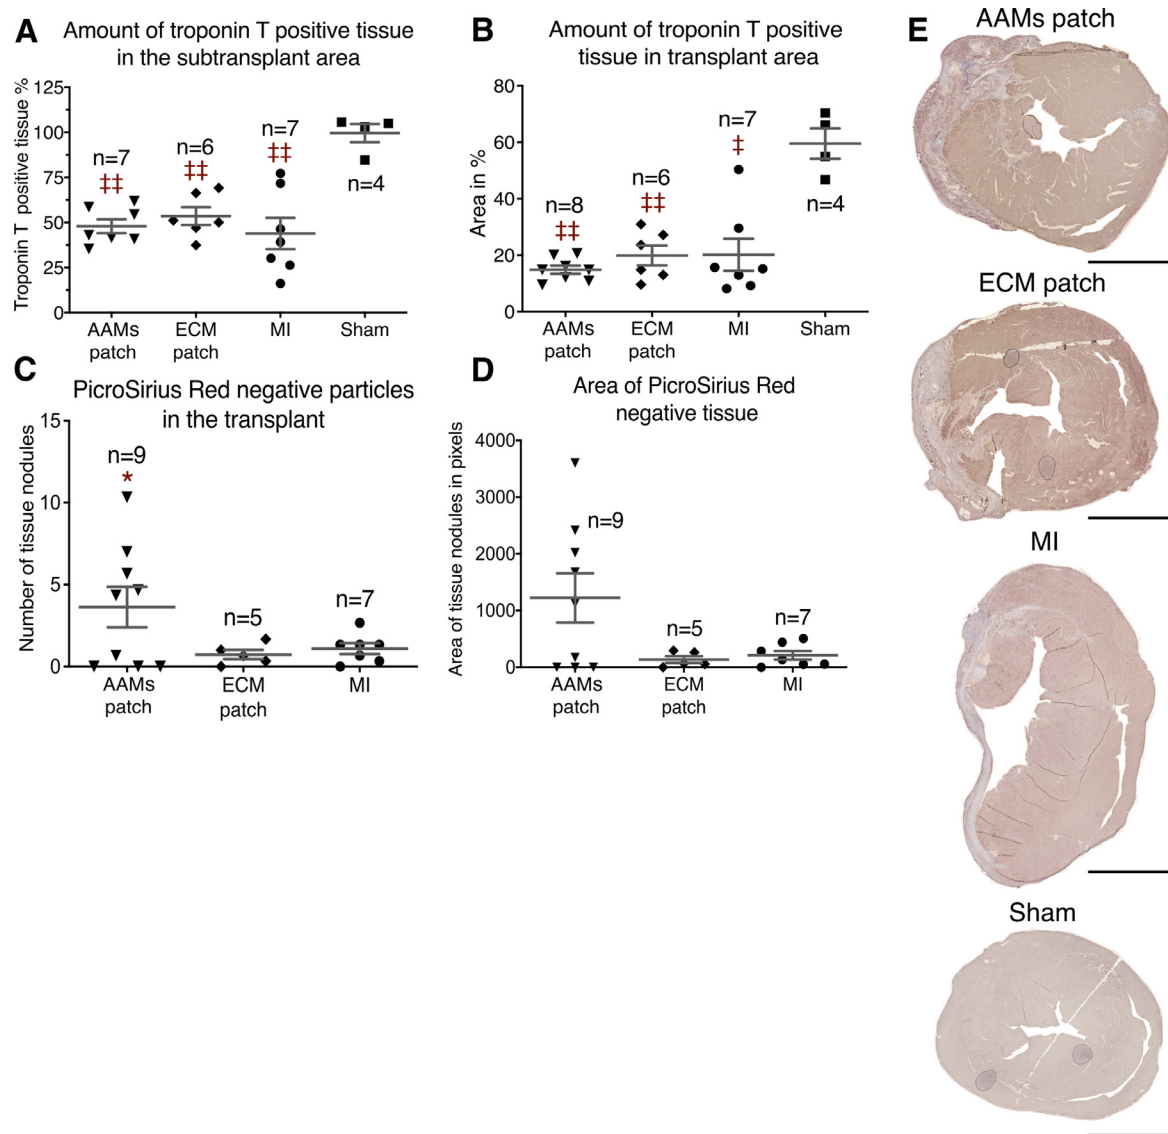 A
Amount of troponin T positive tissue
in the subtransplant area
Troponin T positive tissue %
125
100
75
50
25
0
n=7
‡‡
n=6
‡‡
n=7
‡‡
n=4
AAMs
patch
ECM
patch
MI
Sham
B
Amount of troponin T positive
tissue in transplant area
Area in %
80
60
40
20
0
n=8
‡‡
n=6
‡‡
n=7
‡
n=4
AAMs
patch
ECM
patch
MI
Sham
C
PicroSirius Red negative particles
in the transplant
Number of tissue nodules
15
10
5
0
n=9
*
n=5
n=7
AAMs
patch
ECM
patch
MI
D
Area of PicroSirius Red
negative tissue
Area of tissue nodules in pixels
4000
3000
2000
1000
0
n=9
n=5
n=7
AAMs
patch
ECM
patch
MI
E
AAMs patch
ECM patch
MI
Sham